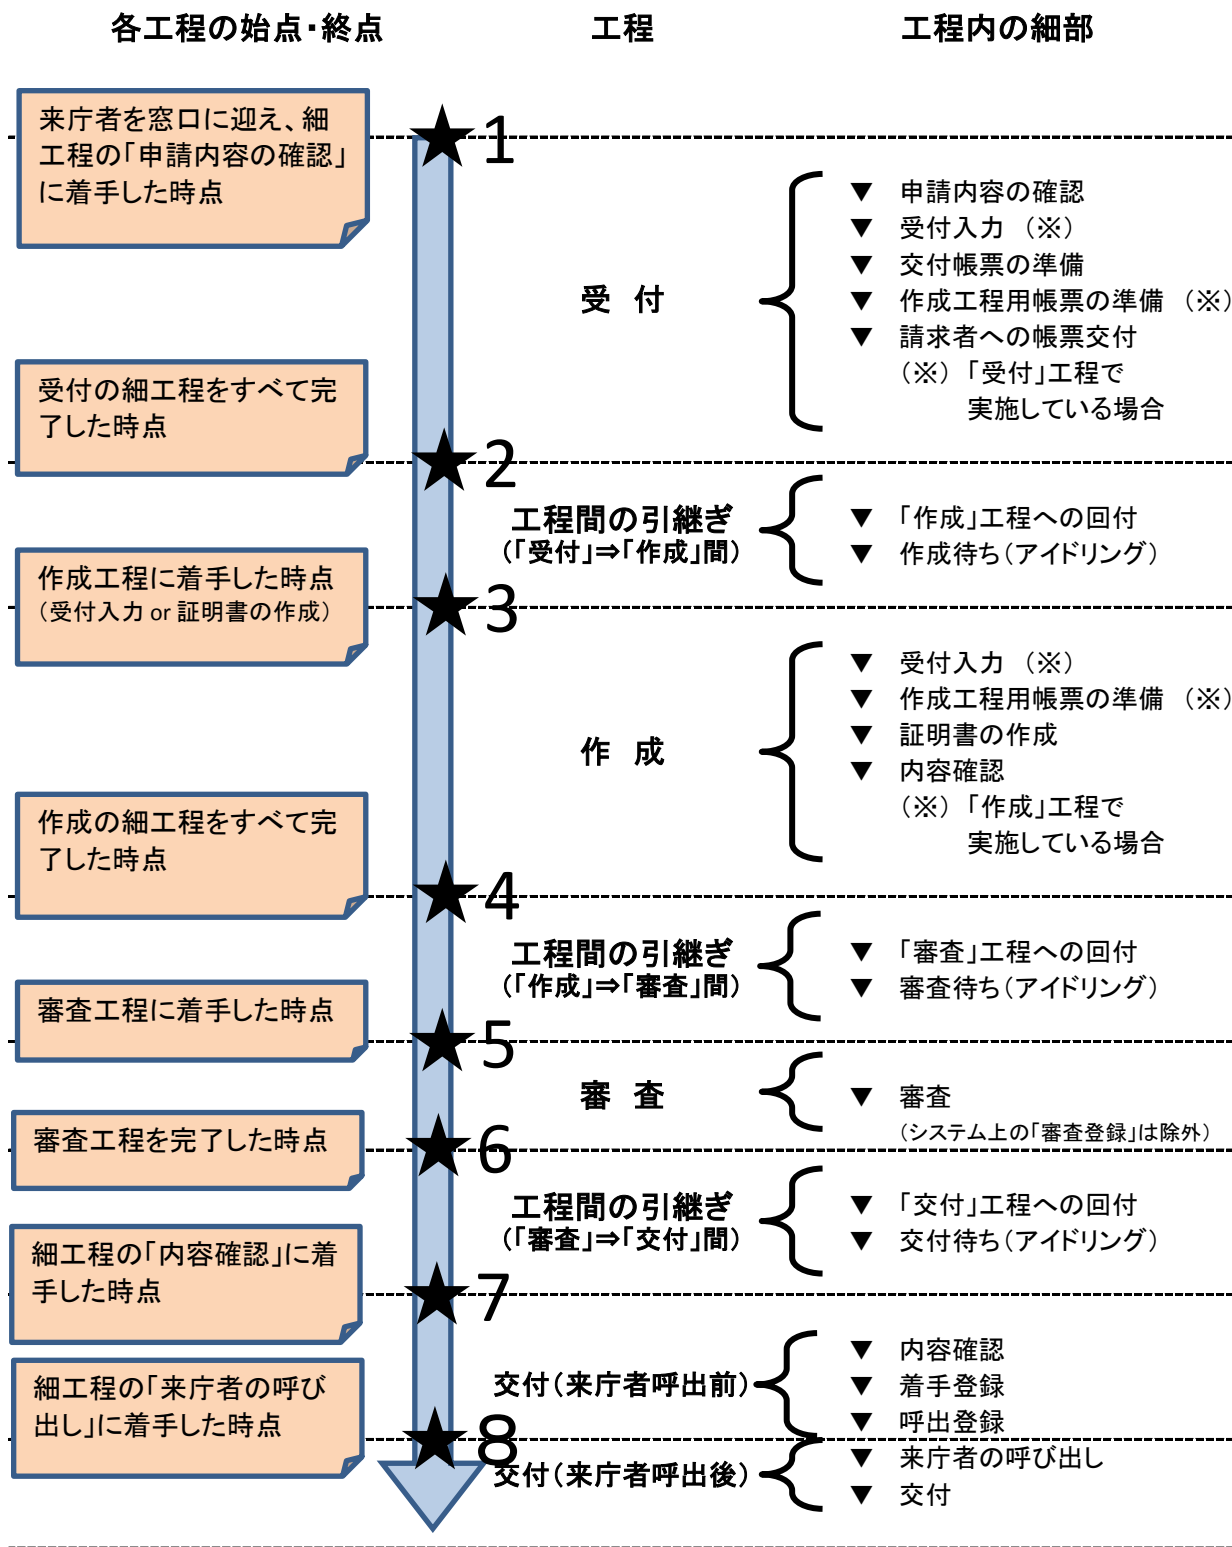 各工程の始点・終点
工程
工程内の細部
来庁者を窓口に迎え、細
工程の「申請内容の確認」
に着手した時点
★1
受　付
▼　申請内容の確認
▼　受付入力　（※）
▼　交付帳票の準備
▼　作成工程用帳票の準備　（※）
▼　請求者への帳票交付
（※）「受付」工程で
実施している場合
受付の細工程をすべて完
了した時点
★2
工程間の引継ぎ
（「受付」⇒「作成」間）
▼　「作成」工程への回付
▼　作成待ち（アイドリング）
作成工程に着手した時点
（受付入力 or 証明書の作成）
★3
作　成
▼　受付入力　（※）
▼　作成工程用帳票の準備　（※）
▼　証明書の作成
▼　内容確認
（※）「作成」工程で
実施している場合
作成の細工程をすべて完
了した時点
★4
工程間の引継ぎ
（「作成」⇒「審査」間）
▼　「審査」工程への回付
▼　審査待ち（アイドリング）
審査工程に着手した時点
★5
審　査
▼　審査
（システム上の「審査登録」は除外）
審査工程を完了した時点
★6
工程間の引継ぎ
（「審査」⇒「交付」間）
▼　「交付」工程への回付
▼　交付待ち（アイドリング）
細工程の「内容確認」に着
手した時点
★7
交付（来庁者呼出前）
▼　内容確認
▼　着手登録
▼　呼出登録
細工程の「来庁者の呼び
出し」に着手した時点
★8
交付（来庁者呼出後）
▼　来庁者の呼び出し
▼　交付